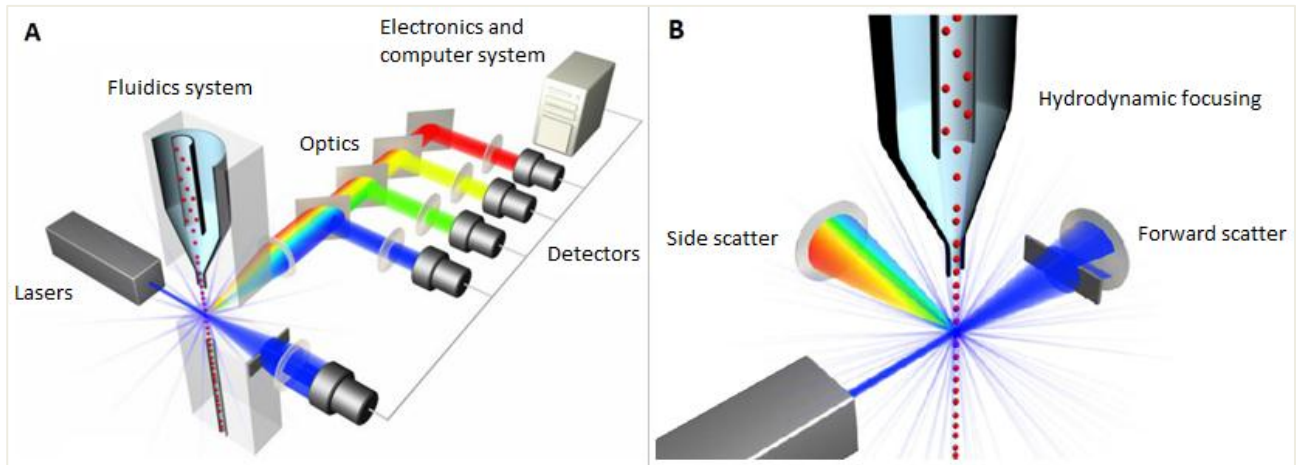 A
Electronics and
computer system
Fluidics system
Optics
Lasers
Detectors
B
Hydrodynamic focusing
Side scatter
Forward scatter